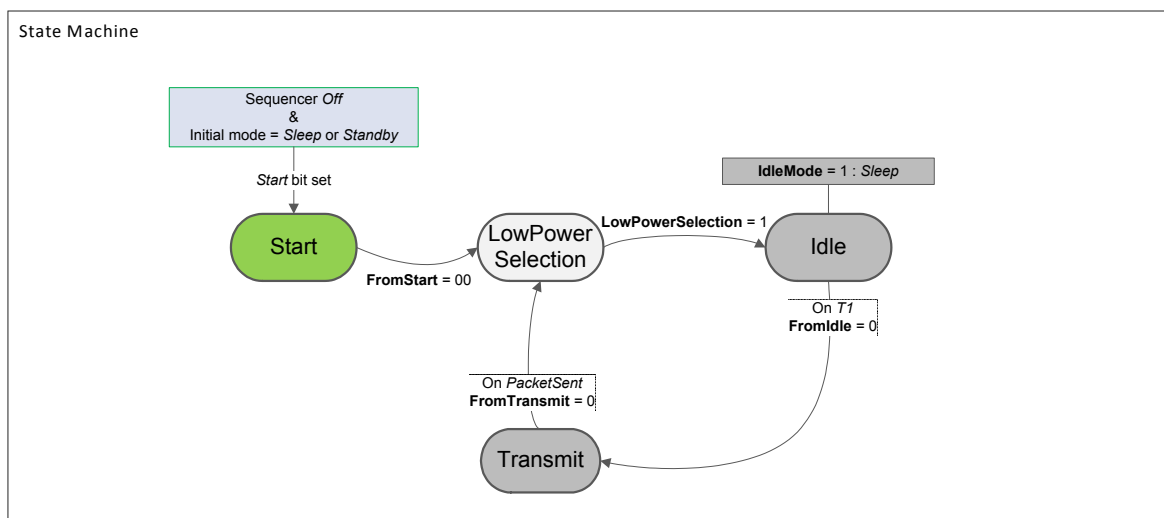 State Machine
Sequencer Off
&
Initial mode = Sleep or Standby
Start bit set
IdleMode = 1 : Sleep
Start
LowPower
Selection
LowPowerSelection = 1
Idle
FromStart = 00
On T1
FromIdle = 0
On PacketSent
FromTransmit = 0
Transmit